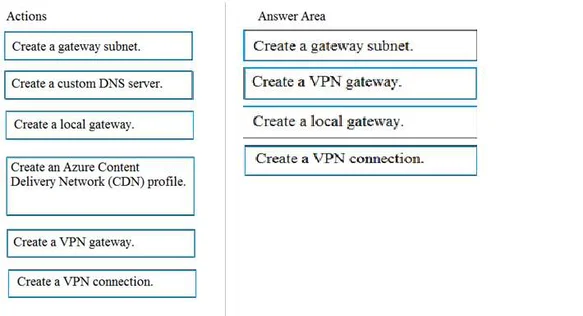 Actions
Create a gateway subnet.
Create a custom DNS server.
Create a local gateway.
Create an Azure Content
Delivery Network (CDN) profile.
Create a VPN gateway.
Create a VPN connection.
Answer Area
Create a gateway subnet.
Create a VPN gateway.
Create a local gateway.
Create a VPN connection.